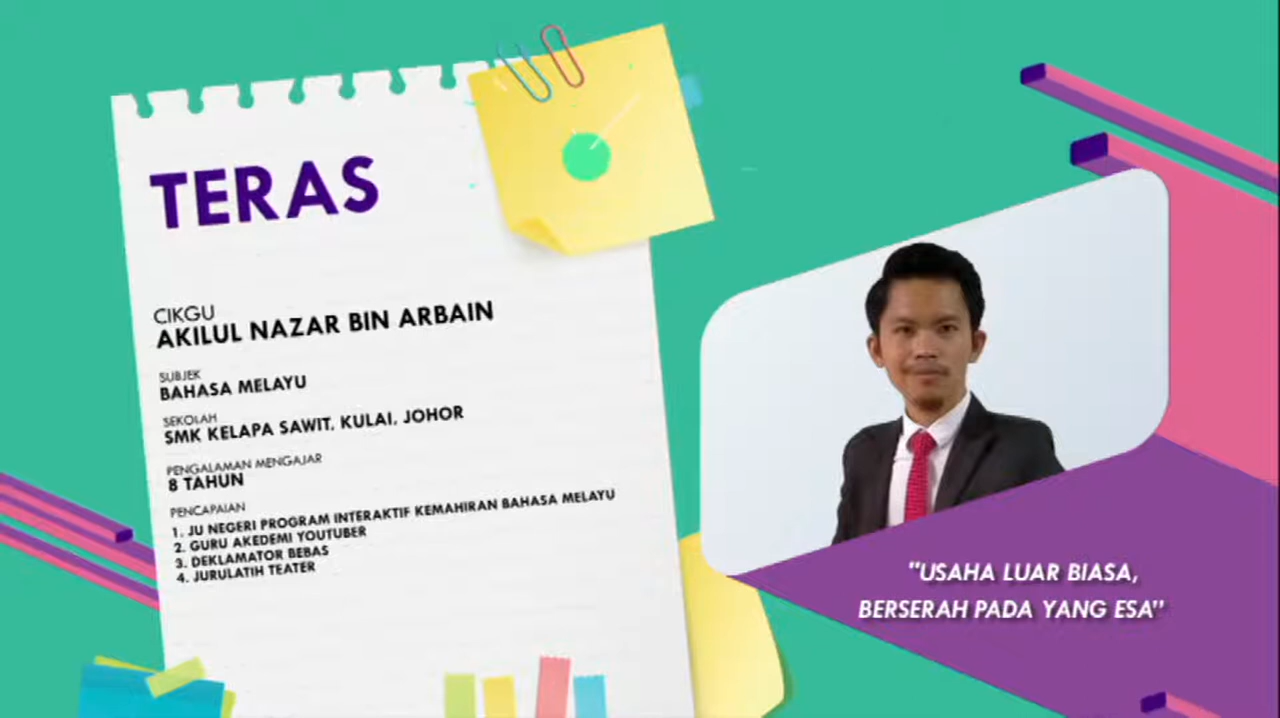 TERAS
CIKGU
AKILUL NAZAR BIN ARBAIN
SUBJEK
BAHASA MELAYU
SEKOLAH
SMK KELAPA SAWIT, KULAI, JOHOR
PENGALAMAN MENGAJAR
8 TAHUN
PENCAPAIAN
1. JU NEGERI PROGRAM INTERAKTIF KEMAHIRAN BAHASA MELAYU
2. GURU AKEDEMI YOUTUBER
3. DEKLAMATOR BEBAS
4. JURULATIH TEATER
"USAHA LUAR BIASA,
BERSERAH PADA YANG ESA"